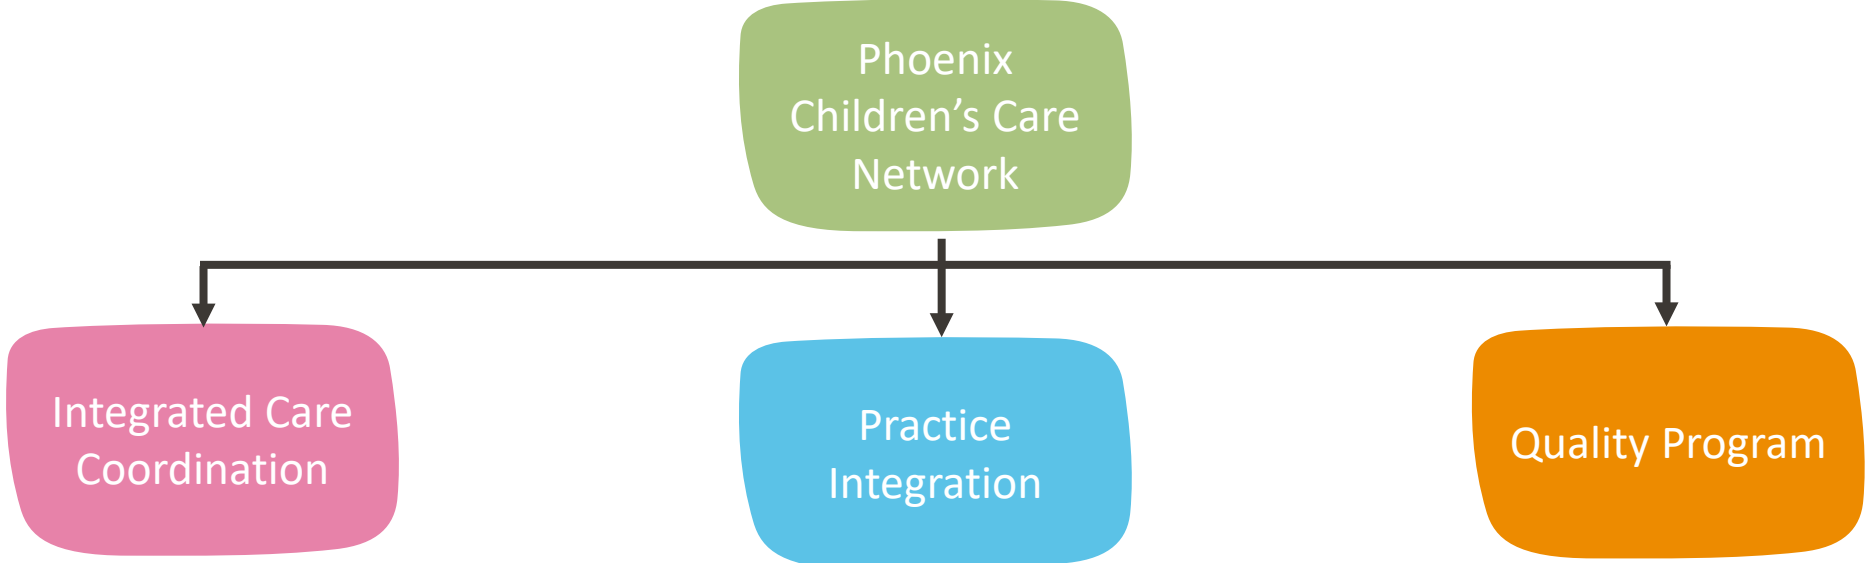 Phoenix
Children’s Care
Network
Integrated Care
Coordination
Practice
Integration
Quality Program